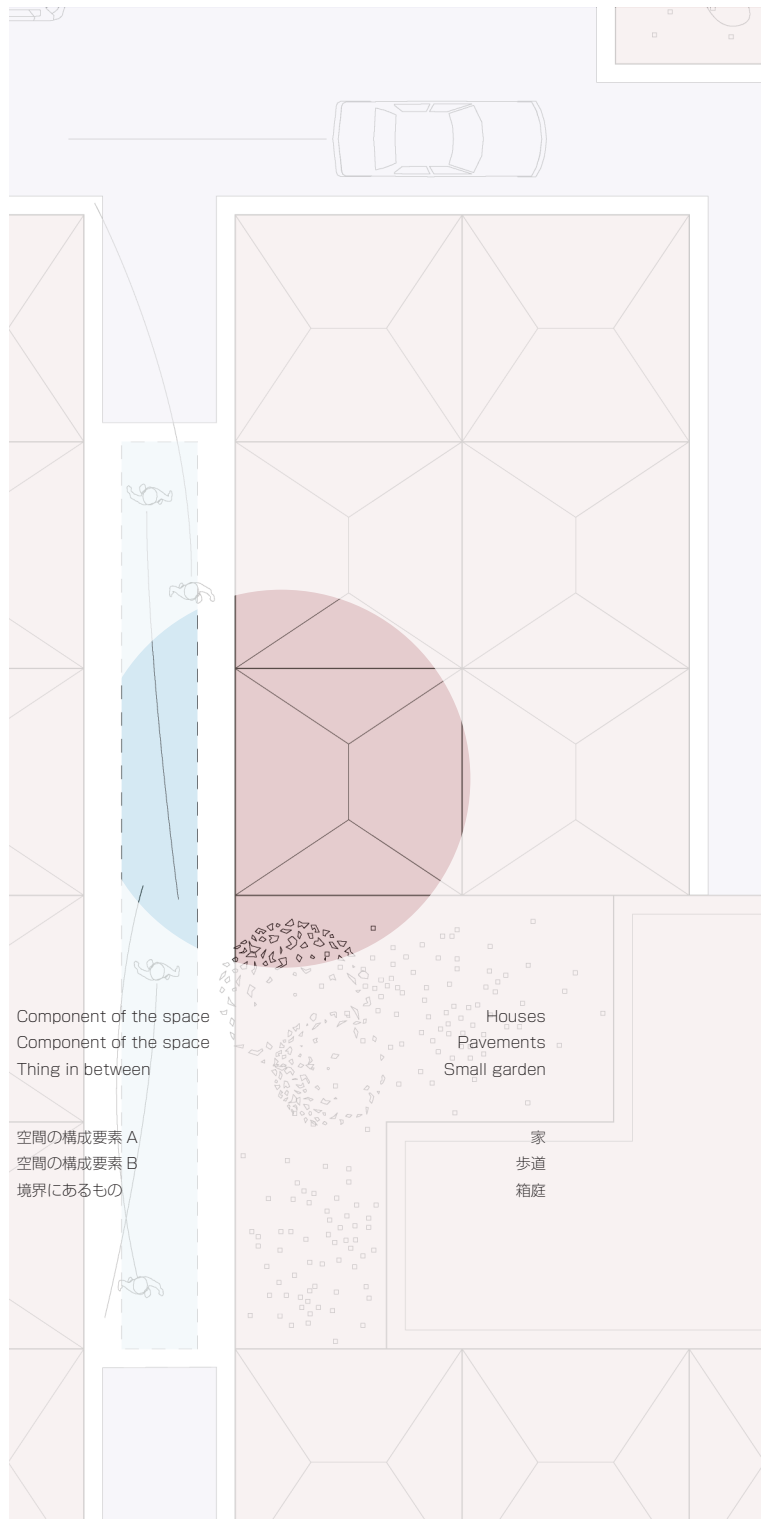 Component of the space Houses
Component of the space Pavements
Thing in between Small garden
空間の構成要素 A 家
空間の構成要素 B 歩道
境界にあるもの 箱庭